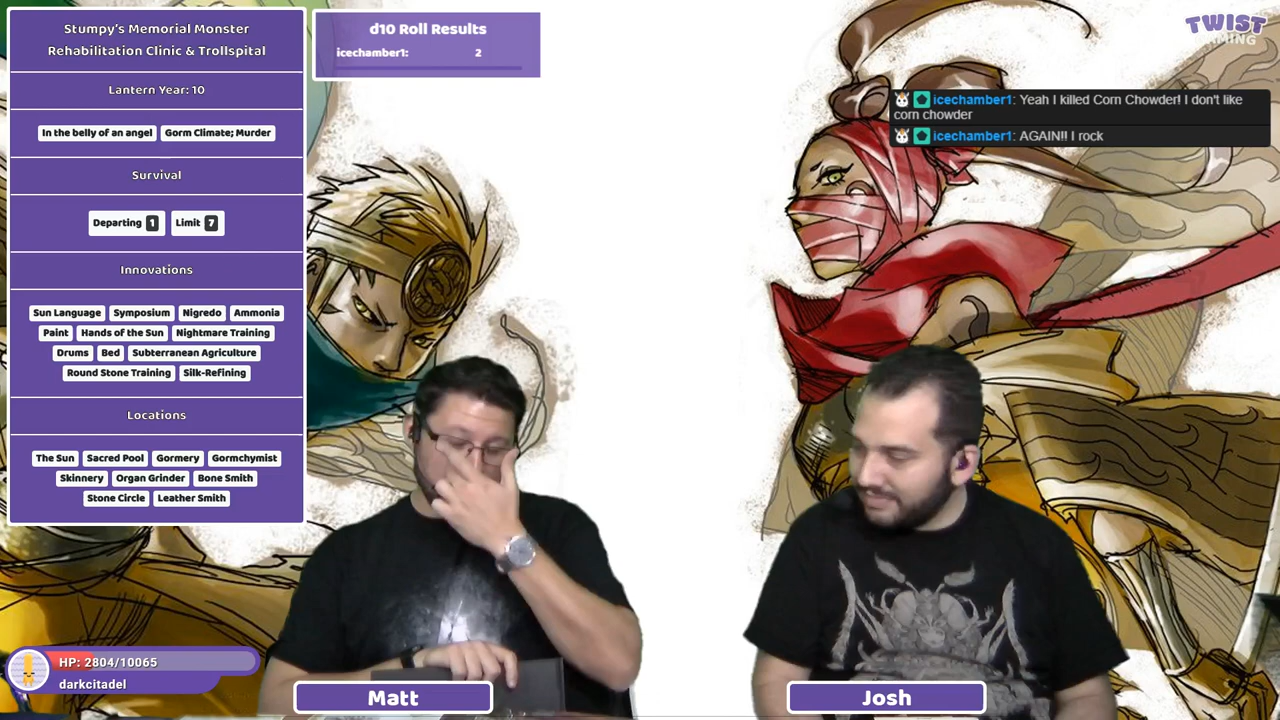 Stumpy's Memorial Monster
Rehabilitation Clinic & Trollspital
Lantern Year: 10
In the belly of an angel Gorm Climate; Murder
Survival
Departing 1 Limit 7
Innovations
Sun Language Symposium Nigredo Ammonia
Paint Hands of the Sun Nightmare Training
Drums Bed Subterranean Agriculture
Round Stone Training Silk-Refining
Locations
The Sun Sacred Pool Gormery Gormchymist
Skinnery Organ Grinder Bone Smith
Stone Circle Leather Smith
d10 Roll Results
icechamber1: 2
TWIST
GAMING
icechamber1: Yeah I killed Corn Chowder! I don't like
corn chowder
icechamber1: AGAIN!! I rock
HP: 2804/10065
darkcitadel
Matt
Josh